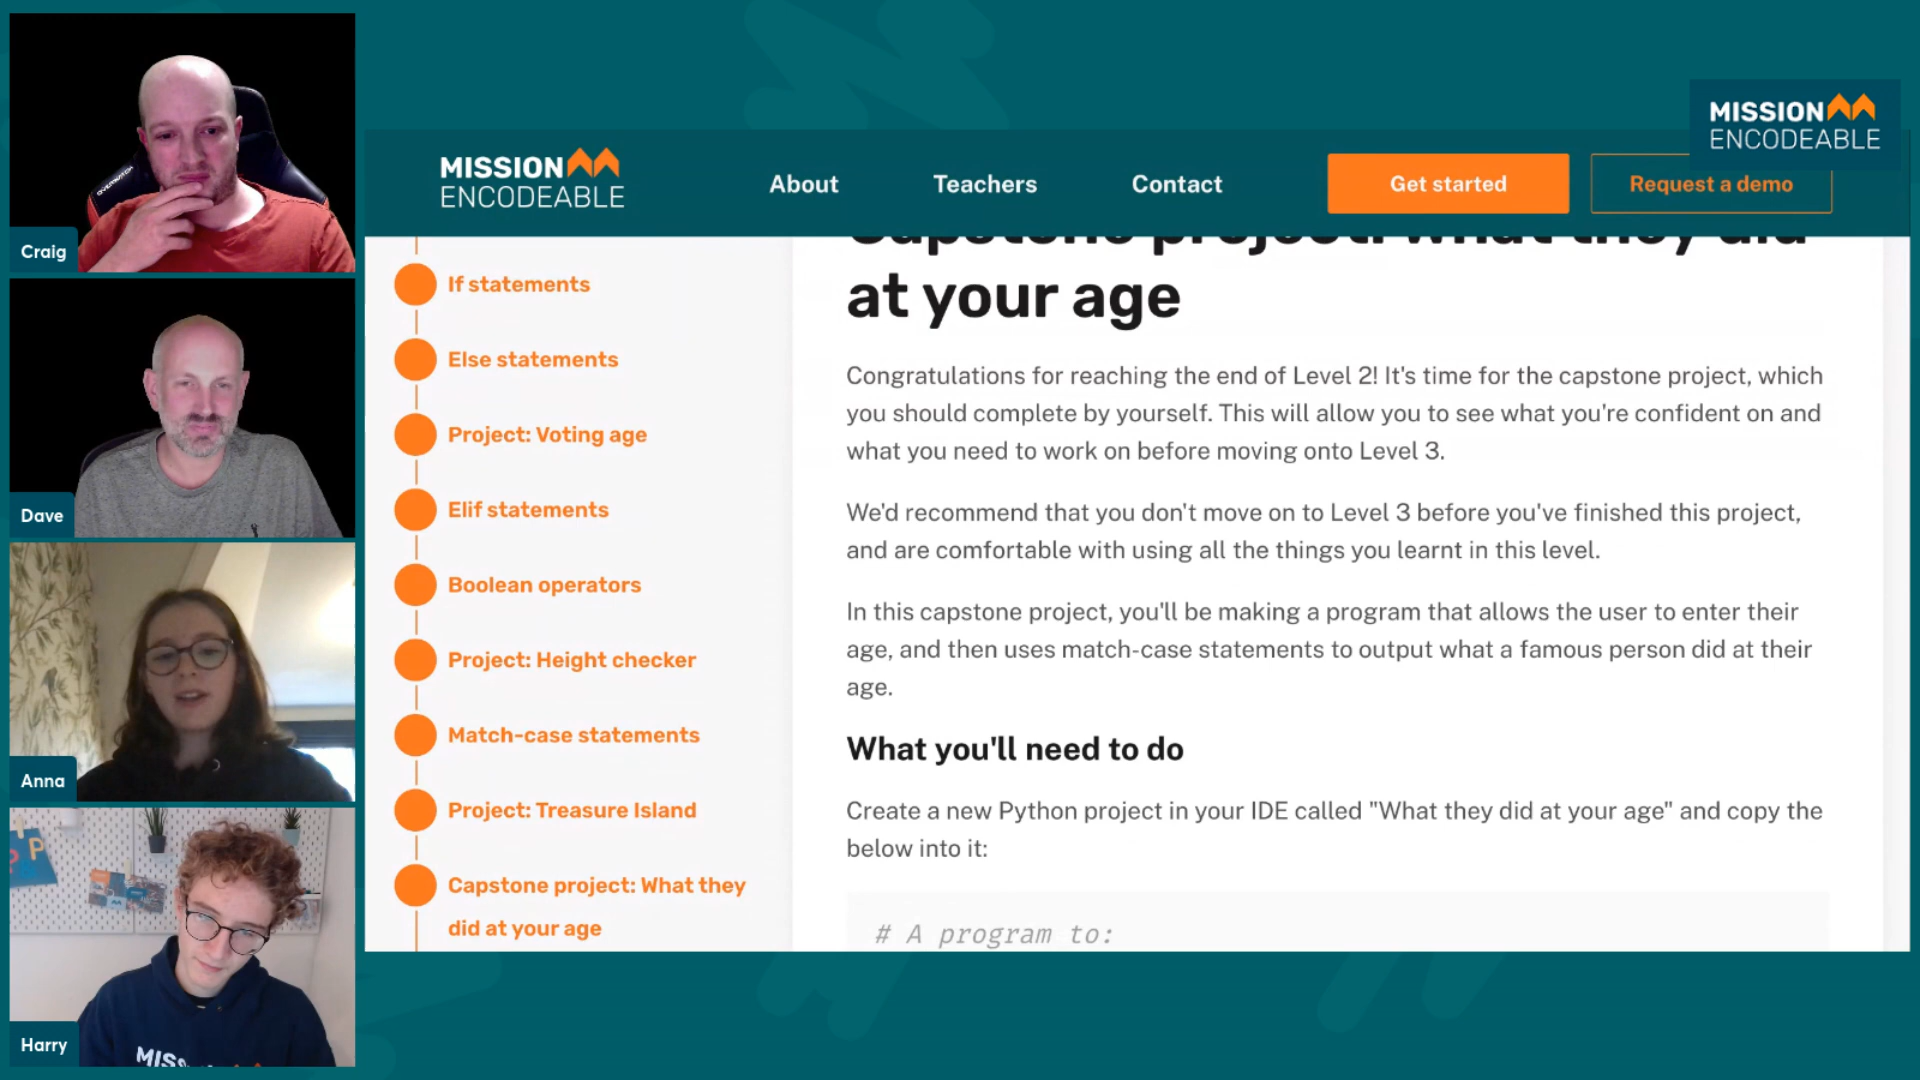 Craig
Dave
Anna
Harry
OVERWATCH
MISSION
MISSION
ENCODEABLE
About
Teachers
Contact
Get started
Request a demo
MISSION
ENCODEABLE
If statements
Else statements
Project: Voting age
Elif statements
Boolean operators
Project: Height checker
Match-case statements
Project: Treasure Island
Capstone project: What they
did at your age
Capstone project: What they did
at your age
Congratulations for reaching the end of Level 2! It's time for the capstone project, which
you should complete by yourself. This will allow you to see what you're confident on and
what you need to work on before moving onto Level 3.
We'd recommend that you don't move on to Level 3 before you've finished this project,
and are comfortable with using all the things you learnt in this level.
In this capstone project, you'll be making a program that allows the user to enter their
age, and then uses match-case statements to output what a famous person did at their
age.
What you'll need to do
Create a new Python project in your IDE called "What they did at your age" and copy the
below into it:
# A program to: